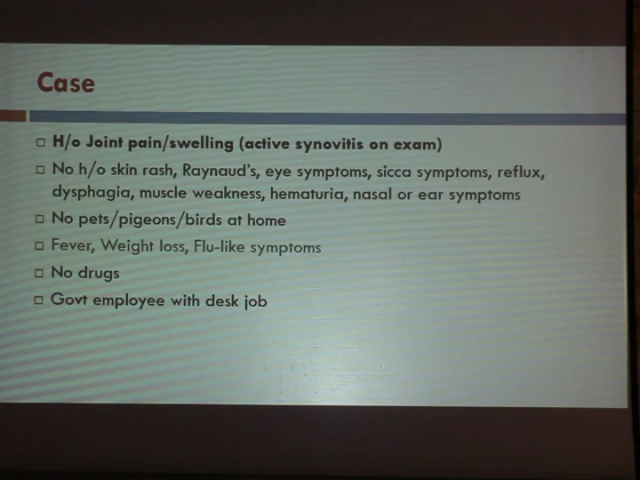 Case
H/o Joint pain/swelling (active synovitis on exam)
No h/o skin rash, Raynaud's, eye symptoms, sicca symptoms, reflux,
dysphagia, muscle weakness, hematuria, nasal or ear symptoms
No pets/pigeons/birds at home
Fever, Weight loss, Flu-like symptoms
No drugs
Govt employee with desk job